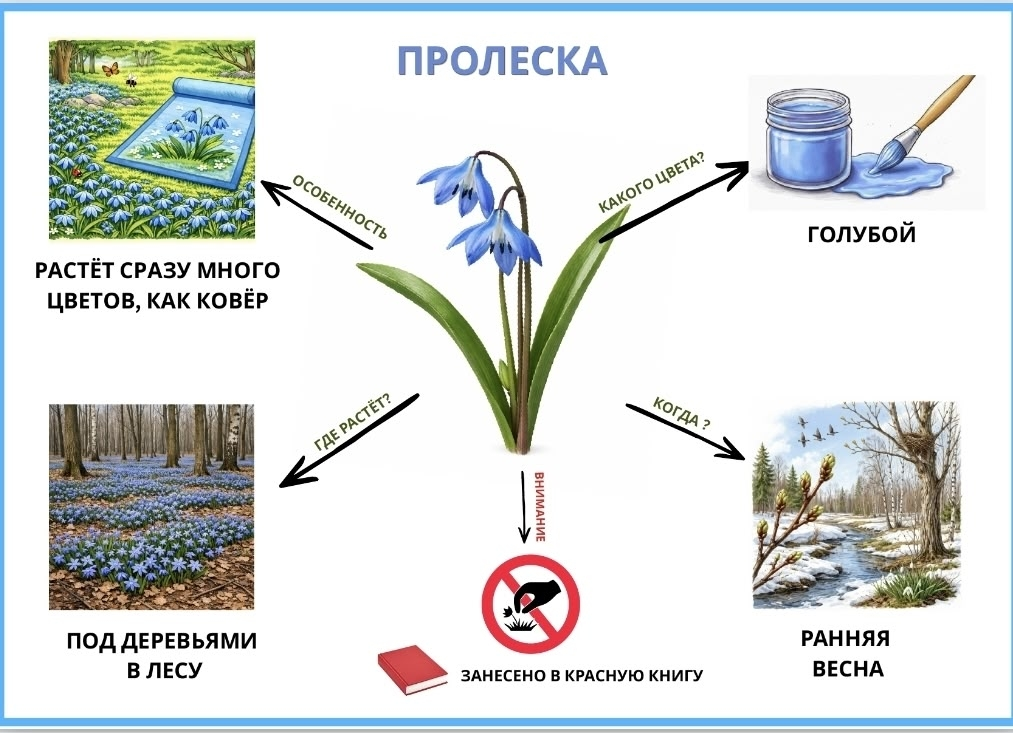 ПРОЛЕСКА
ОСОБЕННОСТЬ
РАСТЁТ СРАЗУ МНОГО
ЦВЕТОВ, КАК КОВЁР
КАКОГО ЦВЕТА?
ГОЛУБОЙ
ГДЕ РАСТЁТ?
ПОД ДЕРЕВЬЯМИ
В ЛЕСУ
КОГДА ?
РАННЯЯ
ВЕСНА
ВНИМАНИЕ
ЗАНЕСЕНО В КРАСНУЮ КНИГУ